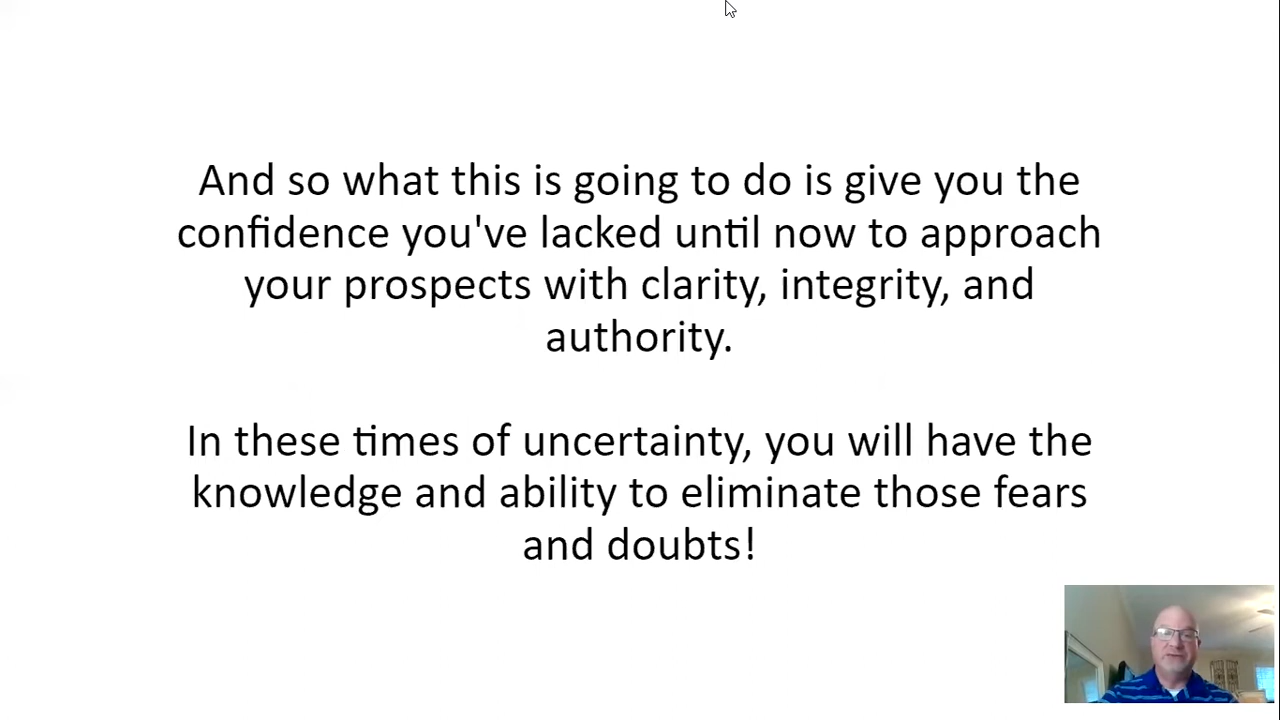 And so what this is going to do is give you the
confidence you've lacked until now to approach
your prospects with clarity, integrity, and
authority.
In these times of uncertainty, you will have the
knowledge and ability to eliminate those fears
and doubts!